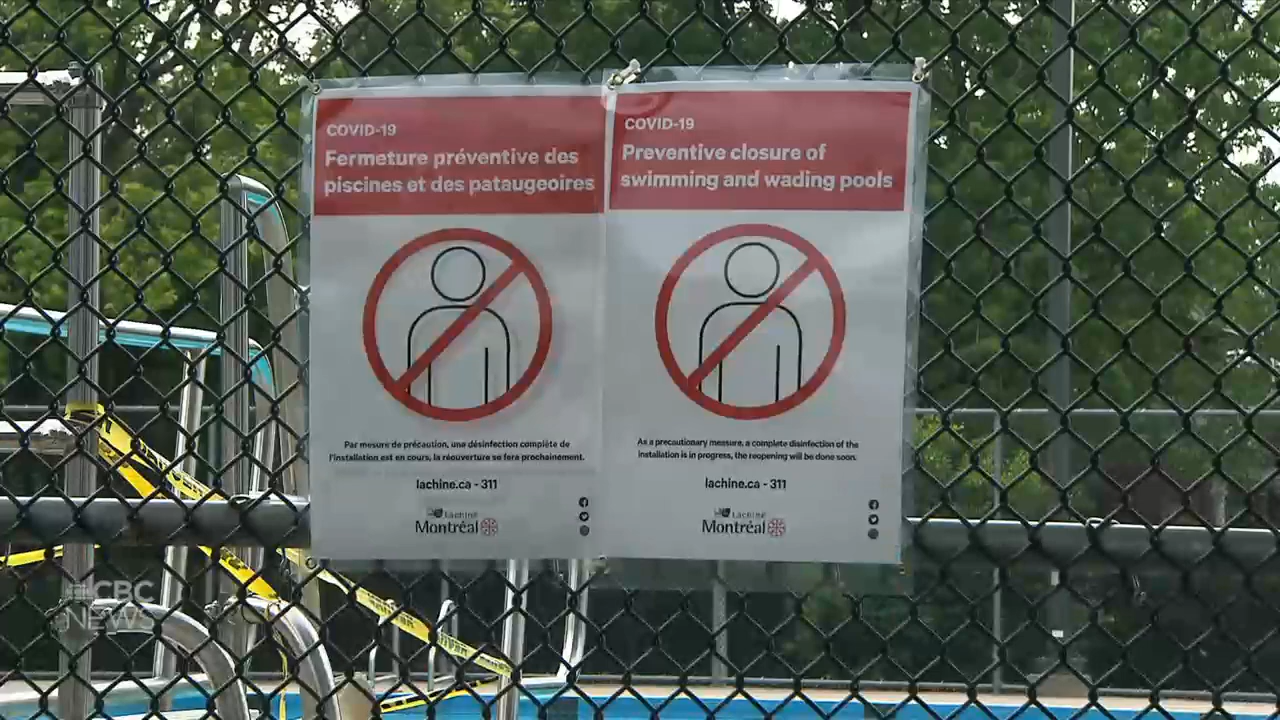 COVID-19
Fermeture préventive des
piscines et des pataugeoires
Par mesure de précaution, une désinfection complète de
l'installation est en cours, la réouverture se fera prochainement.
lachine.ca - 311
Lachine
Montréal
COVID-19
Preventive closure of
swimming and wading pools
As a precautionary measure, a complete disinfection of the
installation is in progress, the reopening will be done soon.
lachine.ca - 311
Lachine
Montréal
CBC
NEWS